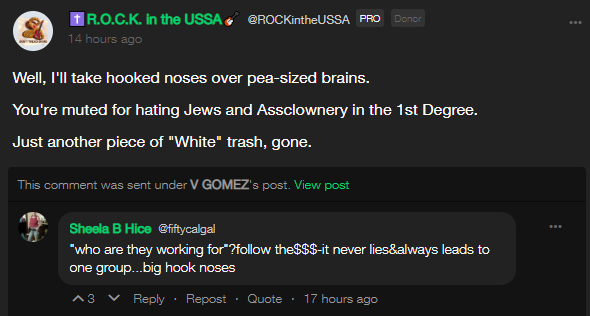 ✝️R.O.C.K. in the USSA🎸 @ROCKintheUSSA PRO Donor
14 hours ago
Well, I'll take hooked noses over pea-sized brains.
You're muted for hating Jews and Assclownery in the 1st Degree.
Just another piece of "White" trash, gone.
This comment was sent under V GOMEZ's post. View post
Sheela B Hice @fiftycalgal
"who are they working for"?follow the$$$-it never lies&always leads to
one group...big hook noses
3 Reply · Repost · Quote · 17 hours ago